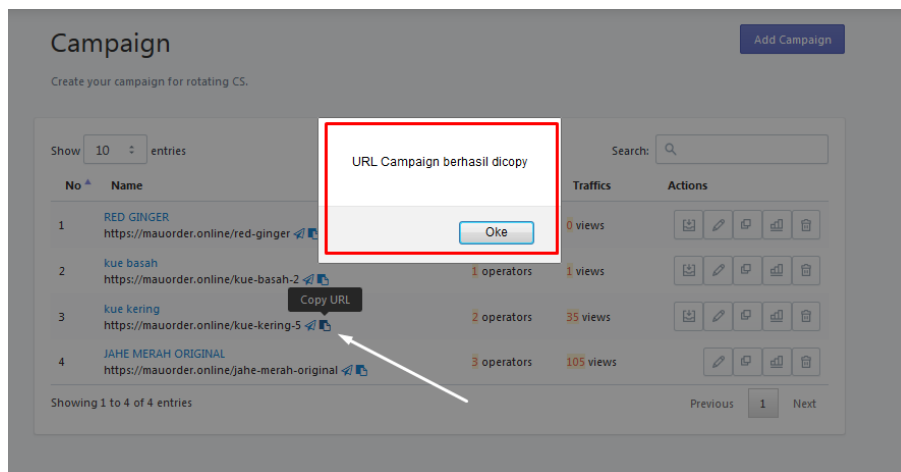 Campaign
Add Campaign
Create your campaign for rotating CS.
Show 10 entries
Search:
URL Campaign berhasil dicopy
Oke
No Name Traffics Actions
1 RED GINGER
https://mauorder.online/red-ginger
0 views
2 kue basah
https://mauorder.online/kue-basah-2
1 operators 1 views
Copy URL
3 kue kering
https://mauorder.online/kue-kering-5
2 operators 35 views
4 JAHE MERAH ORIGINAL
https://mauorder.online/jahe-merah-original
3 operators 105 views
Showing 1 to 4 of 4 entries
Previous 1 Next